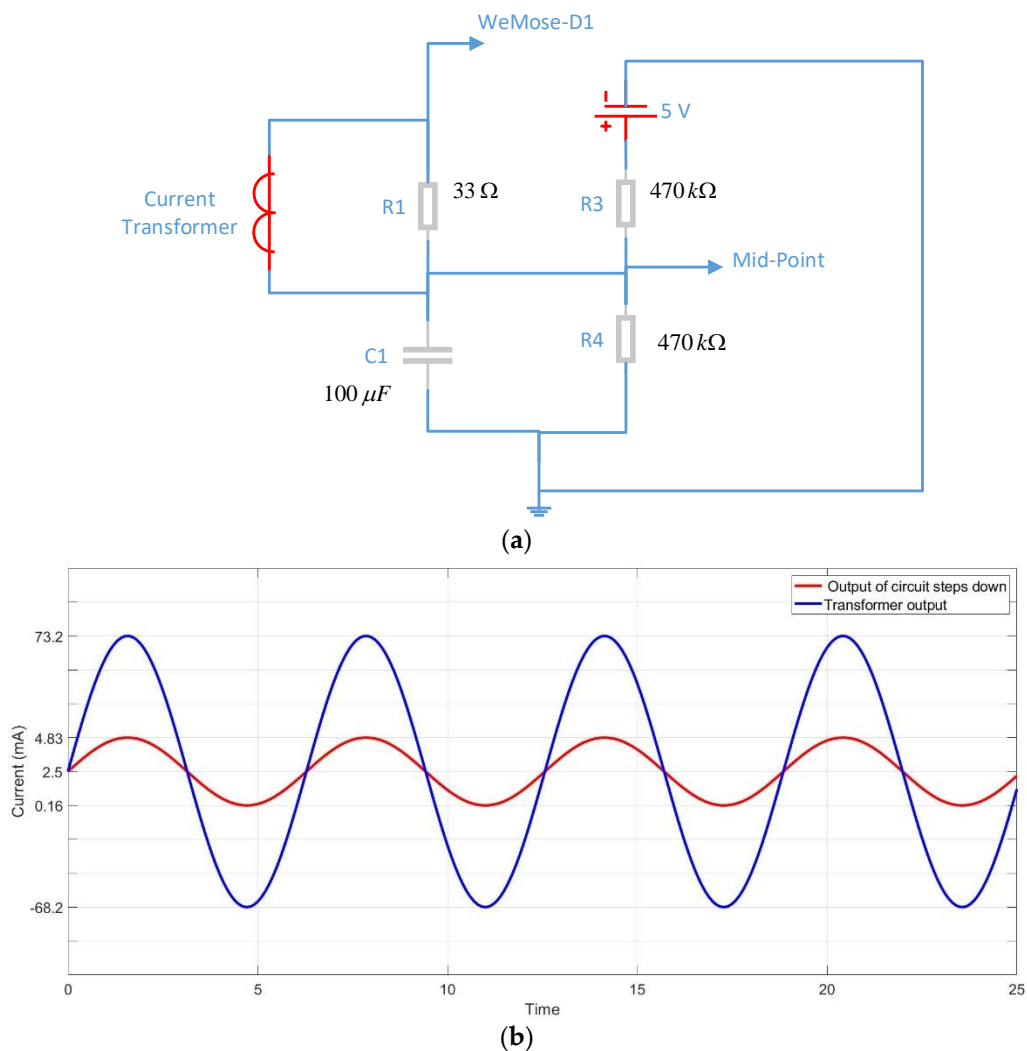 WeMose-D1
5 V
Current
Transformer
R1
33 Ω
R3
470 kΩ
Mid-Point
C1
100 μF
R4
470 kΩ
(a)
Output of circuit steps down
Transformer output
Current (mA)
73.2
4.83
2.5
0.16
-68.2
0 5 10 15 20 25
Time
(b)